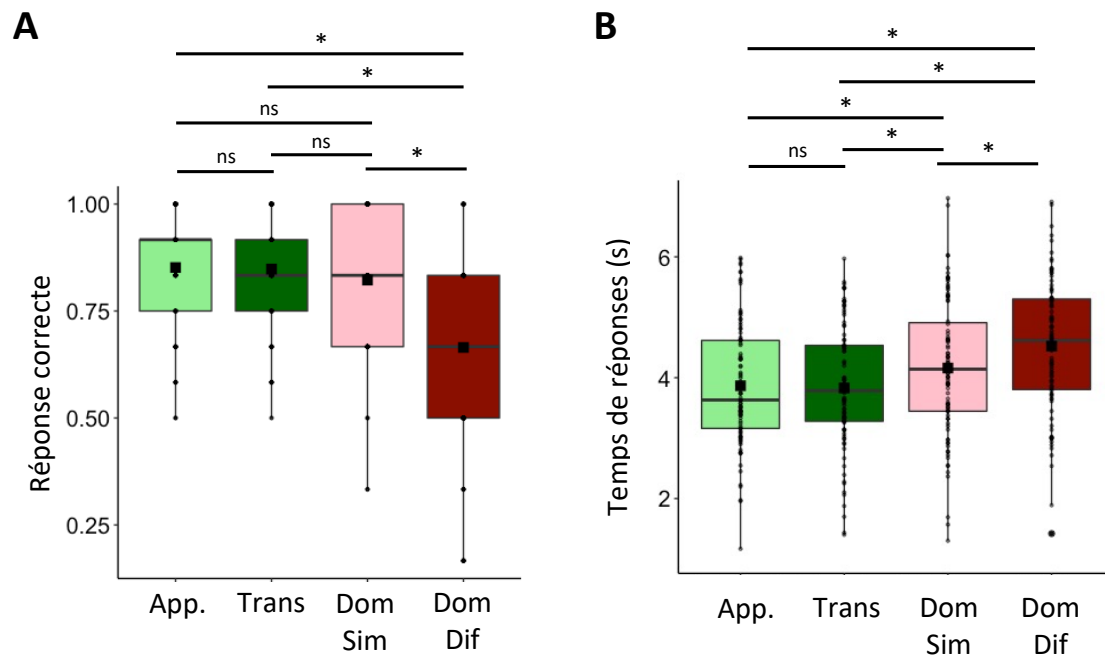 A
*
*
ns
ns
ns
*
Réponse correcte
1.00
0.75
0.50
0.25
App.
Trans
Dom
Sim
Dom
Dif
B
*
*
*
*
ns
*
Temps de réponses (s)
6
4
2
App.
Trans
Dom
Sim
Dom
Dif